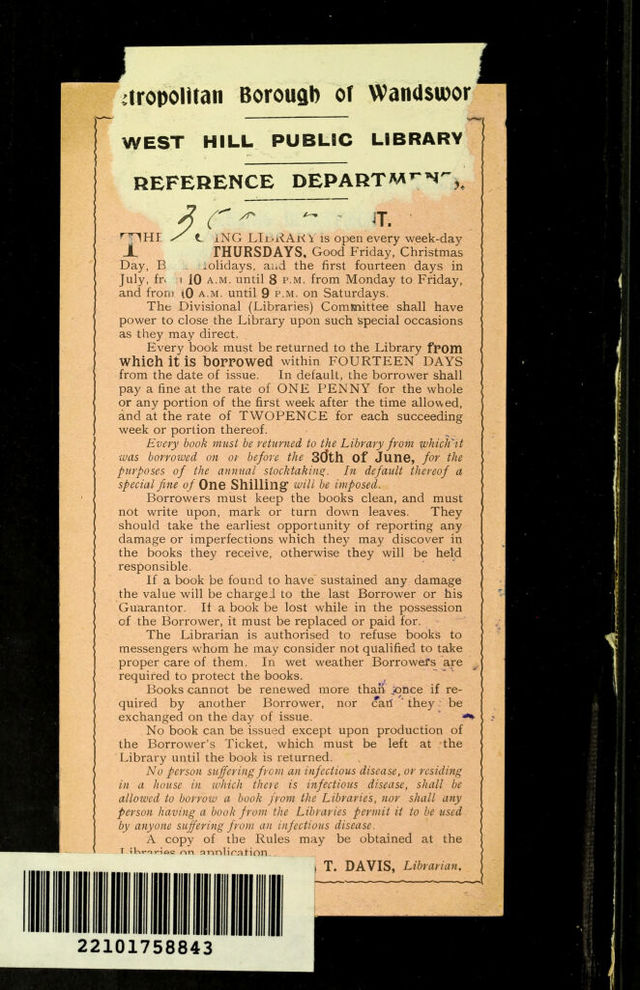 etropolitan Borough of Wandswor
WEST HILL PUBLIC LIBRARY
REFERENCE DEPARTMENT,
NT.
THE ING LIBRARY is open every week-day
THURSDAYS, Good Friday, Christmas
Day, B Holidays, and the first fourteen days in
July, from 10 A.M. until 8 P.M. from Monday to Friday,
and from 10 A.M. until 9 P.M. on Saturdays.
The Divisional (Libraries) Committee shall have
power to close the Library upon such special occasions
as they may direct.
Every book must be returned to the Library from
which it is borrowed within FOURTEEN DAYS
from the date of issue. In default, the borrower shall
pay a fine at the rate of ONE PENNY for the whole
or any portion of the first week after the time allowed,
and at the rate of TWOPENCE for each succeeding
week or portion thereof.
Every book must be returned to the Library from which it
was borrowed on or before the 30th of June, for the
purposes of the annual stocktaking. In default thereof a
special fine of One Shilling will be imposed.
Borrowers must keep the books clean, and must
not write upon, mark or turn down leaves. They
should take the earliest opportunity of reporting any
damage or imperfections which they may discover in
the books they receive, otherwise they will be held
responsible.
If a book be found to have sustained any damage
the value will be charged to the last Borrower or his
Guarantor. If a book be lost while in the possession
of the Borrower, it must be replaced or paid for.
The Librarian is authorised to refuse books to
messengers whom he may consider not qualified to take
proper care of them. In wet weather Borrowers are
required to protect the books.
Books cannot be renewed more than once if re-
quired by another Borrower, nor can they be
exchanged on the day of issue.
No book can be issued except upon production of
the Borrower's Ticket, which must be left at the
Library until the book is returned.
No person suffering from an infectious disease, or residing
in a house in which there is infectious disease, shall be
allowed to borrow a book from the Libraries, nor shall any
person having a book from the Libraries permit it to be used
by anyone suffering from an infectious disease.
A copy of the Rules may be obtained at the
Libraries on application.
T. DAVIS, Librarian.
22101758843